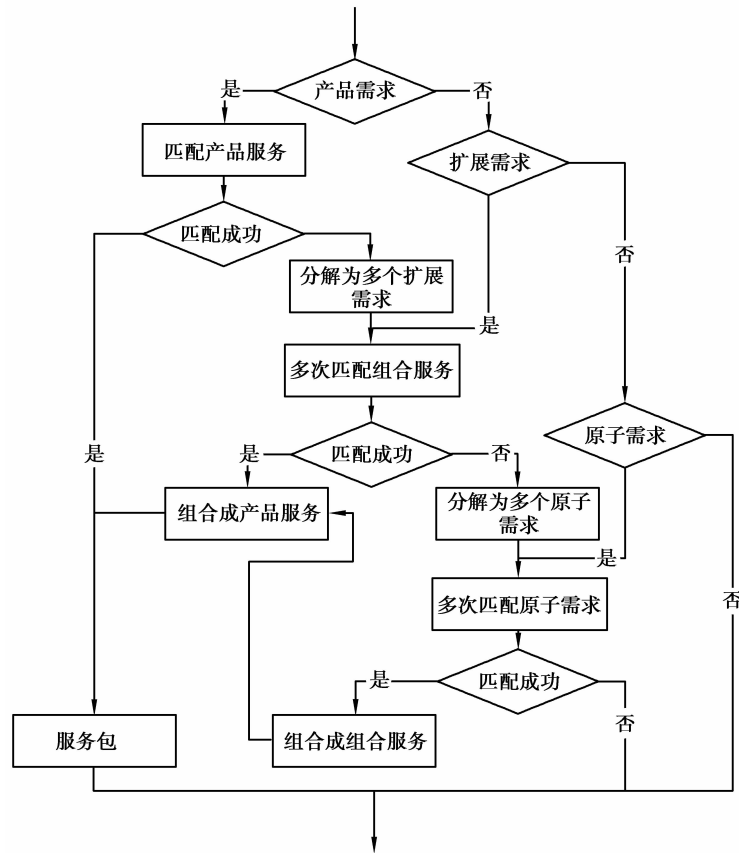 产品需求
是
否
匹配产品服务
扩展需求
匹配成功
否
分解为多个扩展
需求
是
多次匹配组合服务
原子需求
是
是
匹配成功
否
组合成产品服务
分解为多个原子
需求
是
否
多次匹配原子需求
是
匹配成功
否
服务包
组合成组合服务